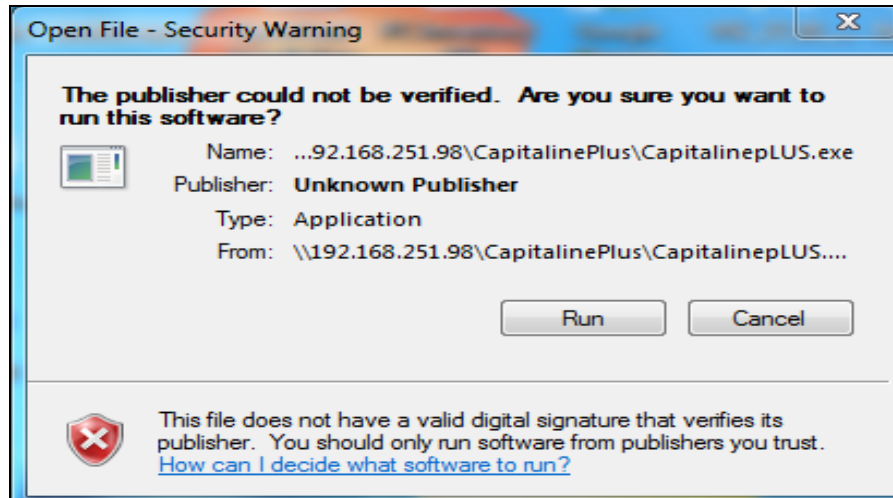 Open File - Security Warning
The publisher could not be verified. Are you sure you want to
run this software?
Name: ...92.168.251.98\CapitalinePlus\CapitalinepLUS.exe
Publisher: Unknown Publisher
Type: Application
From: \\192.168.251.98\CapitalinePlus\CapitalinepLUS....
Run Cancel
This file does not have a valid digital signature that verifies its
publisher. You should only run software from publishers you trust.
How can I decide what software to run?